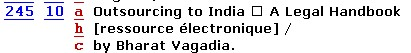 245 10 a Outsourcing to India □ A Legal Handbook
h [ressource électronique] /
c by Bharat Vagadia.